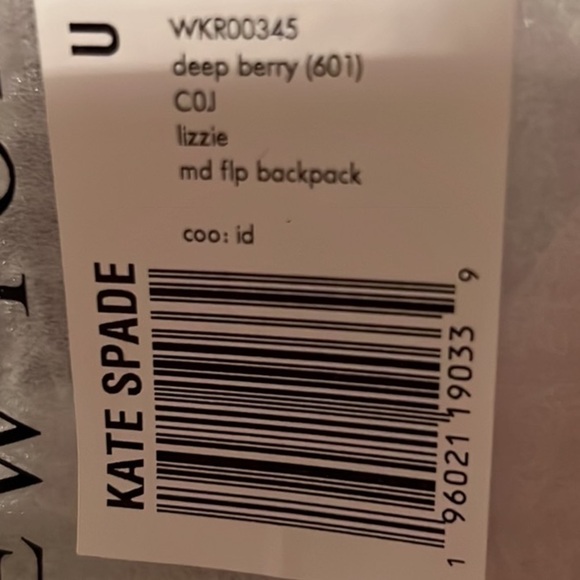 U
WKR00345
deep berry (601)
C0J
lizzie
md flp backpack
coo: id
KATE SPADE
1 96021 19033 9